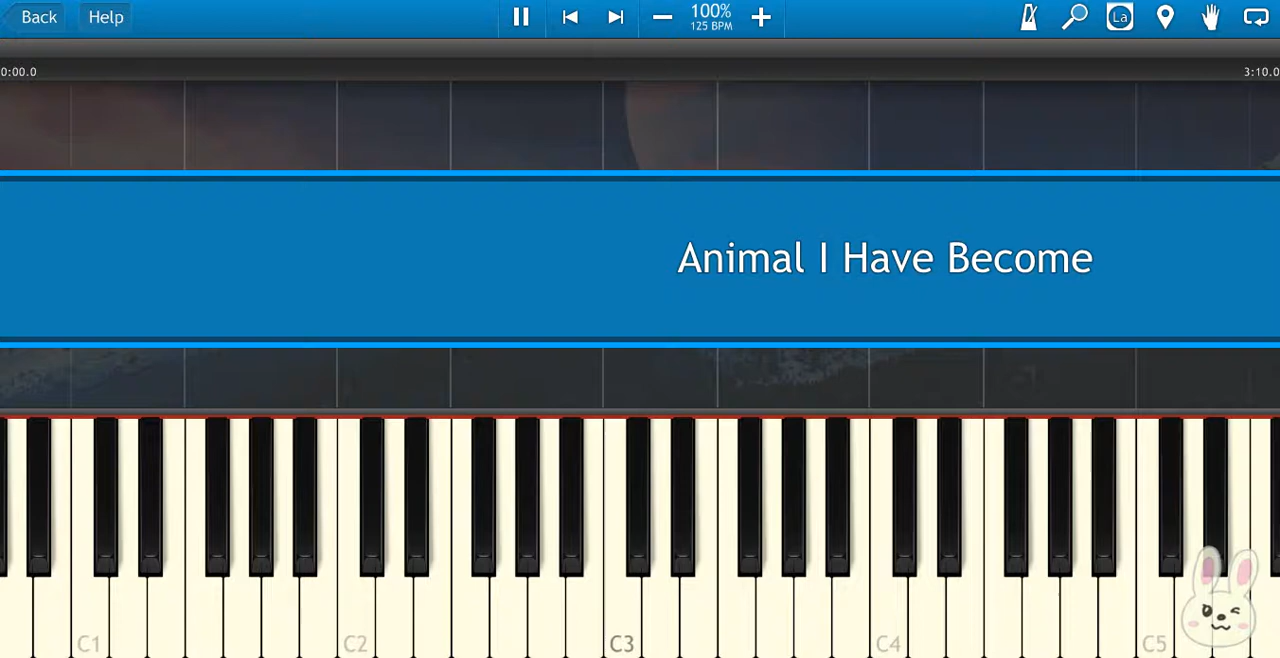 Back Help 100% La
125 BPM
0:00.0 3:10.0
Animal I Have Become
C1 C2 C3 C4 C5